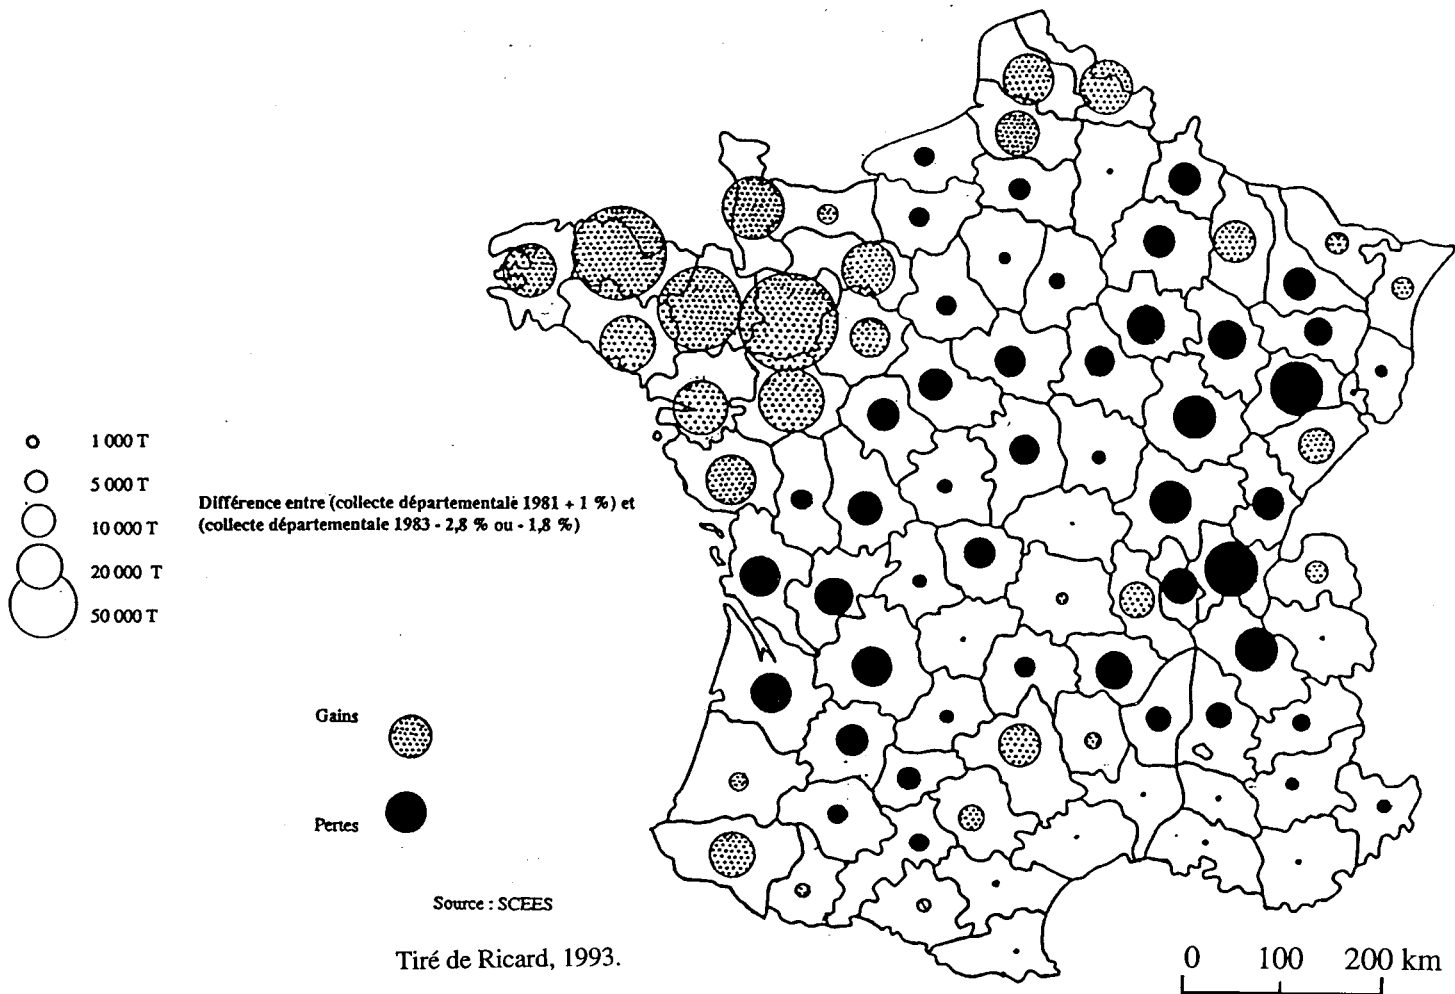 1 000 T
5 000 T
10 000 T
20 000 T
50 000 T
Différence entre (collecte départementale 1981 + 1 %) et
(collecte départementale 1983 - 2,8 % ou - 1,8 %)
Gains
Pertes
Source : SCEES
Tiré de Ricard, 1993.
0 100 200 km